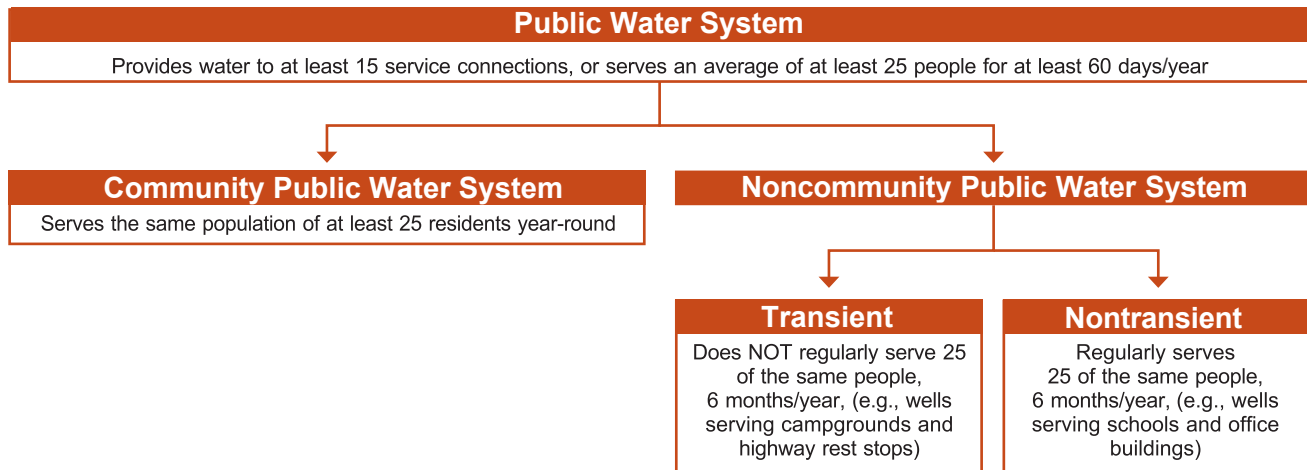 Public Water System
Provides water to at least 15 service connections, or serves an average of at least 25 people for at least 60 days/year
Community Public Water System
Serves the same population of at least 25 residents year-round
Noncommunity Public Water System
Transient
Does NOT regularly serve 25
of the same people,
6 months/year, (e.g., wells
serving campgrounds and
highway rest stops)
Nontransient
Regularly serves
25 of the same people,
6 months/year, (e.g., wells
serving schools and office
buildings)